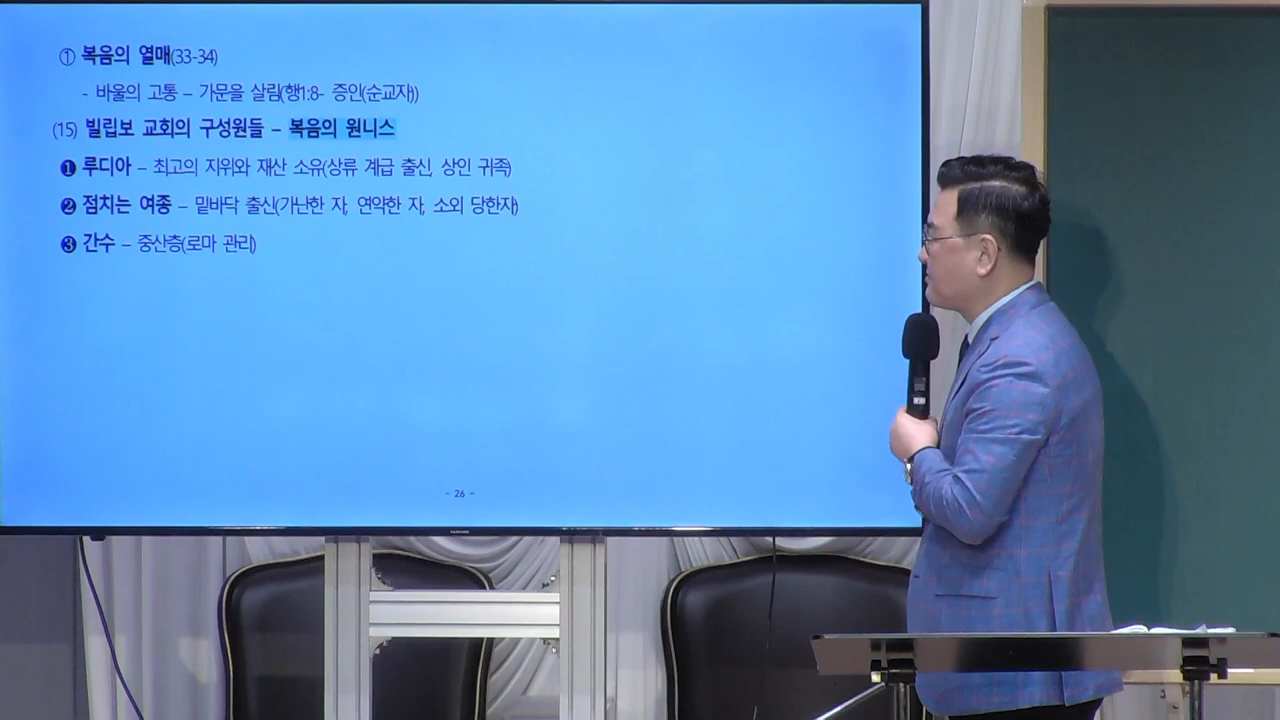 ① 복음의 열매(33-34)
- 바울의 고통 – 가문을 살림(행1:8- 증인(순교자))
(15) 빌립보 교회의 구성원들 – 복음의 원니스
❶ 루디아 – 최고의 지위와 재산 소유(상류 계급 출신, 상인 귀족)
❷ 점치는 여종 – 밑바닥 출신(가난한 자, 연약한 자, 소외 당한자)
❸ 간수 – 중산층(로마 관리)
- 26 -